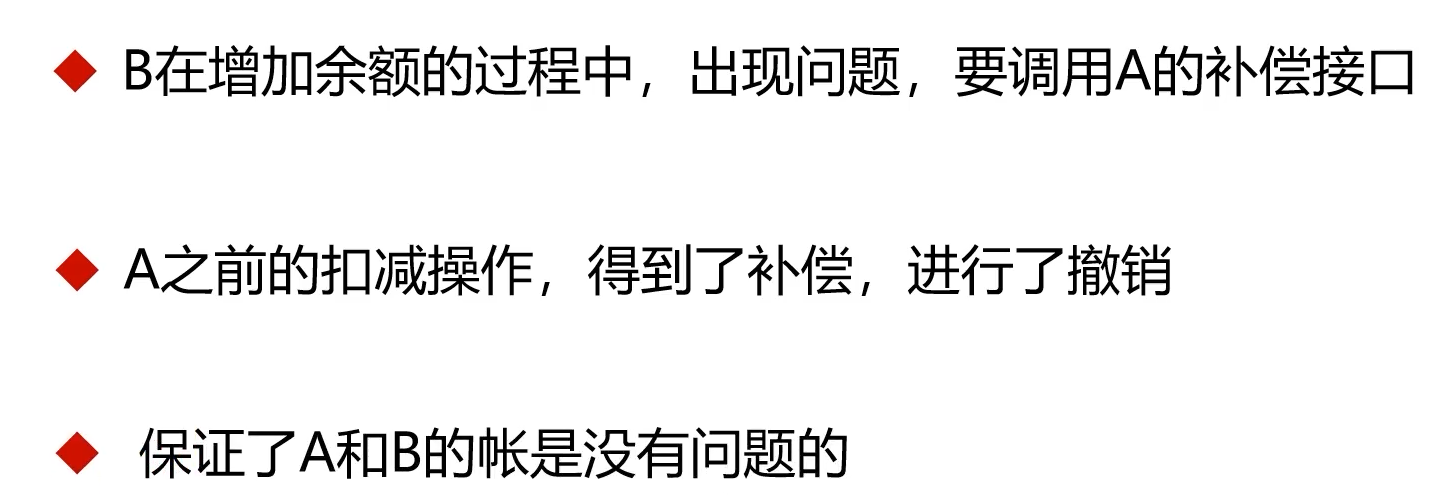 B在增加余额的过程中，出现问题，要调用A的补偿接口
A之前的扣减操作，得到了补偿，进行了撤销
保证了A和B的帐是没有问题的